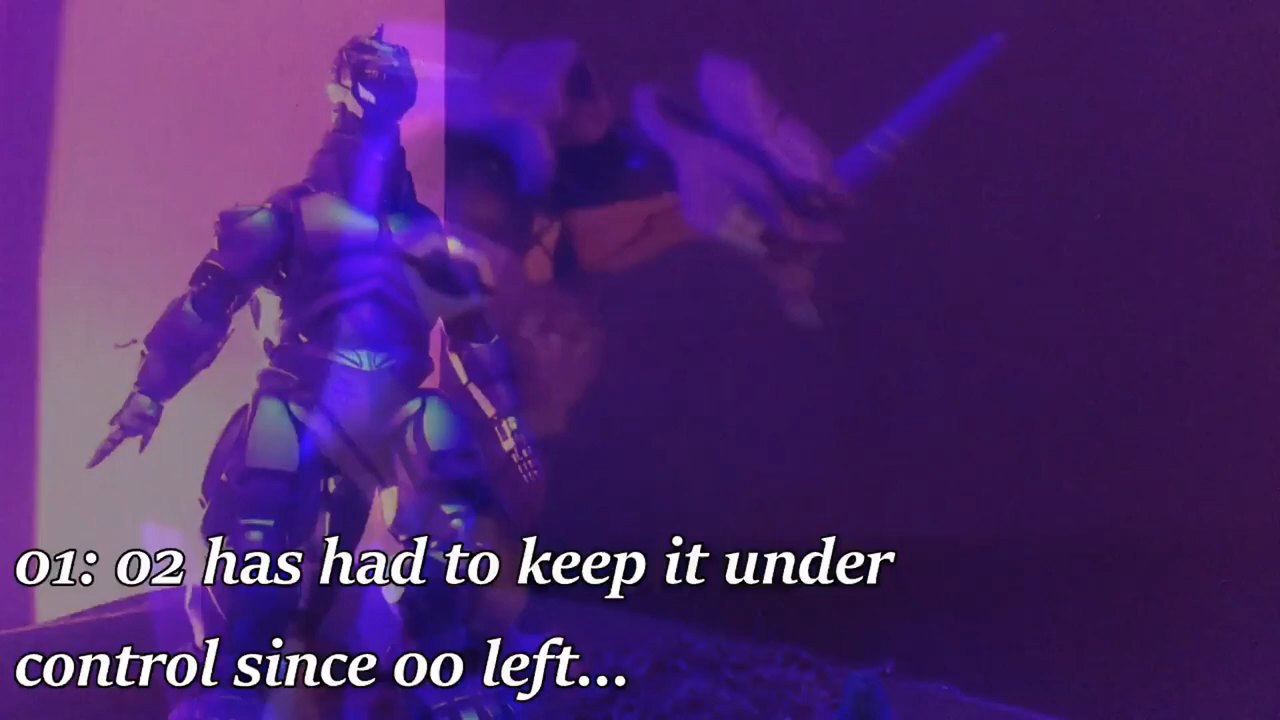 01: 02 has had to keep it under
control since 00 left...